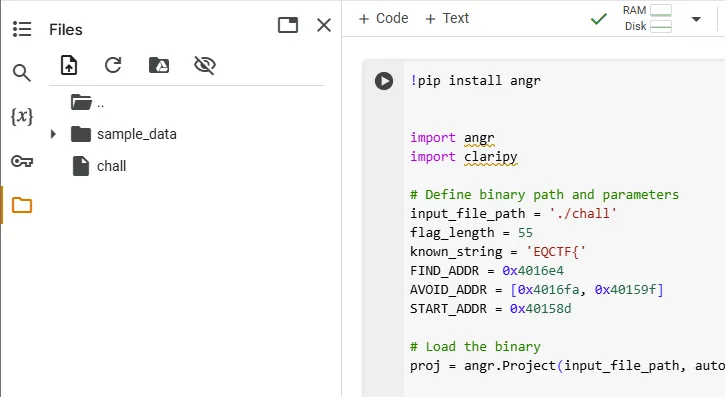 Files
..
sample_data
chall
{x}
+ Code + Text
RAM
Disk
!pip install angr
import angr
import claripy
# Define binary path and parameters
input_file_path = './chall'
flag_length = 55
known_string = 'EQCTF{'
FIND_ADDR = 0x4016e4
AVOID_ADDR = [0x4016fa, 0x40159f]
START_ADDR = 0x40158d
# Load the binary
proj = angr.Project(input_file_path, auto